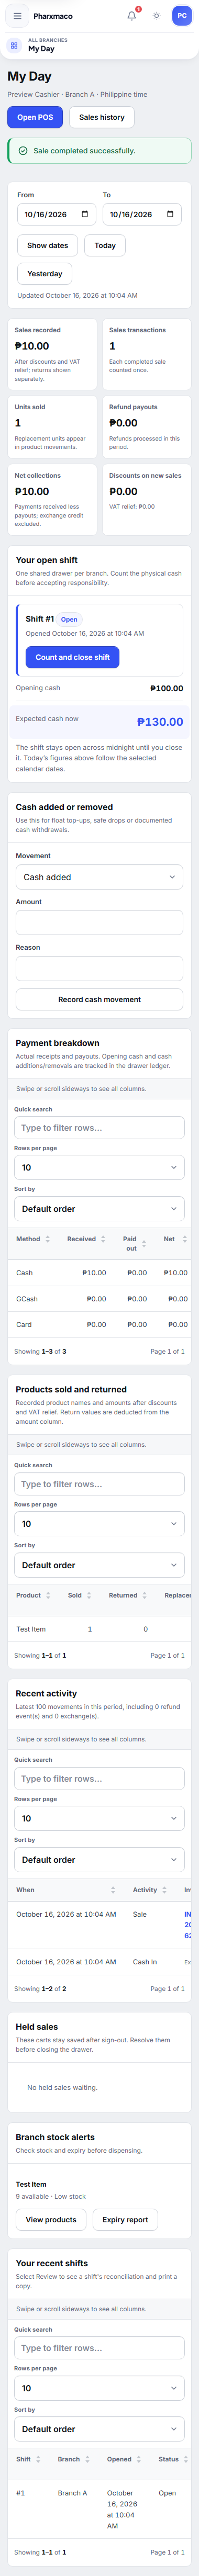 Pharxmaco
1
PC
ALL BRANCHES
My Day
My Day
Preview Cashier · Branch A · Philippine time
Open POS
Sales history
Sale completed successfully.
From
To
10/16/2026
10/16/2026
Show dates
Today
Yesterday
Updated October 16, 2026 at 10:04 AM
Sales recorded
₱10.00
After discounts and VAT
relief; returns shown
separately.
Sales transactions
1
Each completed sale
counted once.
Units sold
1
Replacement units appear
in product movements.
Refund payouts
₱0.00
Refunds processed in this
period.
Net collections
₱10.00
Payments received less
payouts; exchange credit
excluded.
Discounts on new sales
₱0.00
VAT relief: ₱0.00
Your open shift
One shared drawer per branch. Count the physical cash
before accepting responsibility.
Shift #1 Open
Opened October 16, 2026 at 10:04 AM
Count and close shift
Opening cash ₱100.00
Expected cash now ₱130.00
The shift stays open across midnight until you close
it. Today's figures above follow the selected
calendar dates.
Cash added or removed
Use this for float top-ups, safe drops or documented
cash withdrawals.
Movement
Cash added
Amount
Reason
Record cash movement
Payment breakdown
Actual receipts and payouts. Opening cash and cash
additions/removals are tracked in the drawer ledger.
Swipe or scroll sideways to see all columns.
Quick search
Type to filter rows...
Rows per page
10
Sort by
Default order
Method Received Paid out Net
Cash ₱10.00 ₱0.00 ₱10.00
GCash ₱0.00 ₱0.00 ₱0.00
Card ₱0.00 ₱0.00 ₱0.00
Showing 1–3 of 3 Page 1 of 1
Products sold and returned
Recorded product names and amounts after discounts
and VAT relief. Return values are deducted from the
amount column.
Swipe or scroll sideways to see all columns.
Quick search
Type to filter rows...
Rows per page
10
Sort by
Default order
Product Sold Returned Replacer
Test Item 1 0
Showing 1–1 of 1 Page 1 of 1
Recent activity
Latest 100 movements in this period, including 0 refund
event(s) and 0 exchange(s).
Swipe or scroll sideways to see all columns.
Quick search
Type to filter rows...
Rows per page
10
Sort by
Default order
When Activity
October 16, 2026 at 10:04 AM Sale IN
20
62
October 16, 2026 at 10:04 AM Cash In
Showing 1–2 of 2 Page 1 of 1
Held sales
These carts stay saved after sign-out. Resolve them
before closing the drawer.
No held sales waiting.
Branch stock alerts
Check stock and expiry before dispensing.
Test Item
9 available · Low stock
View products
Expiry report
Your recent shifts
Select Review to see a shift's reconciliation and print a
copy.
Swipe or scroll sideways to see all columns.
Quick search
Type to filter rows...
Rows per page
10
Sort by
Default order
Shift Branch Opened Status
#1 Branch A October
16, 2026
at 10:04
AM Open
Showing 1–1 of 1 Page 1 of 1